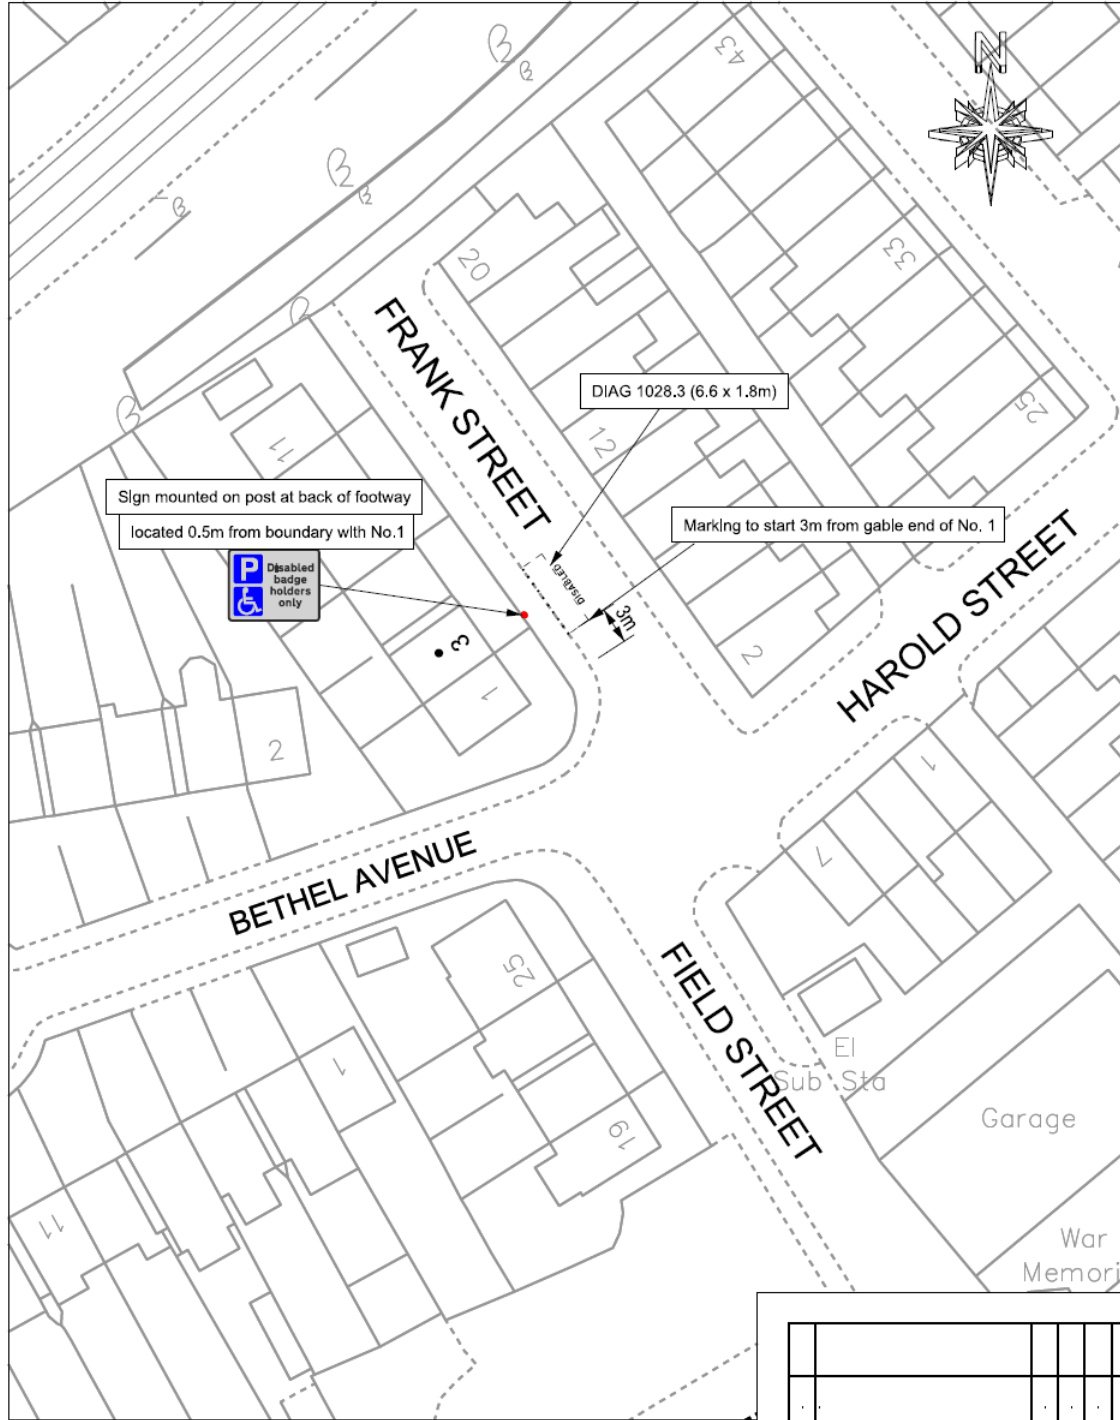 N
43
20
33
FRANK STREET
DIAG 1028.3 (6.6 x 1.8m)
25
12
11
Sign mounted on post at back of footway
located 0.5m from boundary with No.1
Marking to start 3m from gable end of No. 1
P
Disabled
badge
holders
only
DISABLED
3m
HAROLD STREET
3
2
1
2
1
7
BETHEL AVENUE
25
FIELD STREET
El
Sub Sta
1
19
Garage
11
War
Memori